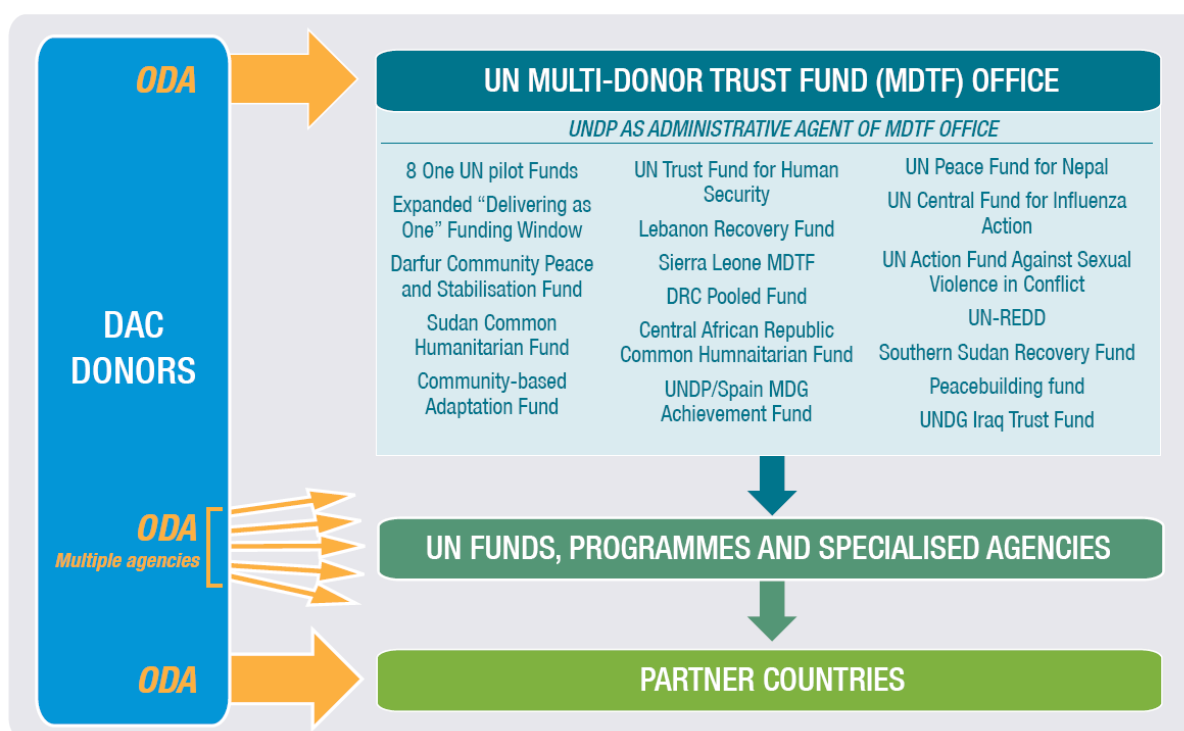 ODA
UN MULTI-DONOR TRUST FUND (MDTF) OFFICE
UNDP AS ADMINISTRATIVE AGENT OF MDTF OFFICE
8 One UN pilot Funds
Expanded “Delivering as
One” Funding Window
Darfur Community Peace
and Stabilisation Fund
Sudan Common
Humanitarian Fund
Community-based
Adaptation Fund
UN Trust Fund for Human
Security
Lebanon Recovery Fund
Sierra Leone MDTF
DRC Pooled Fund
Central African Republic
Common Humnaitarian Fund
UNDP/Spain MDG
Achievement Fund
UN Peace Fund for Nepal
UN Central Fund for Influenza
Action
UN Action Fund Against Sexual
Violence in Conflict
UN-REDD
Southern Sudan Recovery Fund
Peacebuilding fund
UNDG Iraq Trust Fund
DAC
DONORS
ODA
Multiple agencies
UN FUNDS, PROGRAMMES AND SPECIALISED AGENCIES
ODA
PARTNER COUNTRIES